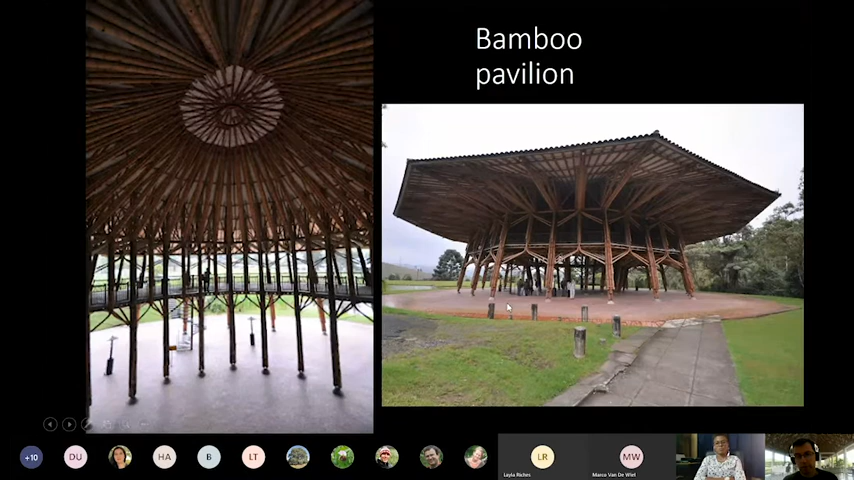 Bamboo
pavilion
+10
DU
HA
B
LT
LR
Layla Riches
MW
Marco Van De Wiel